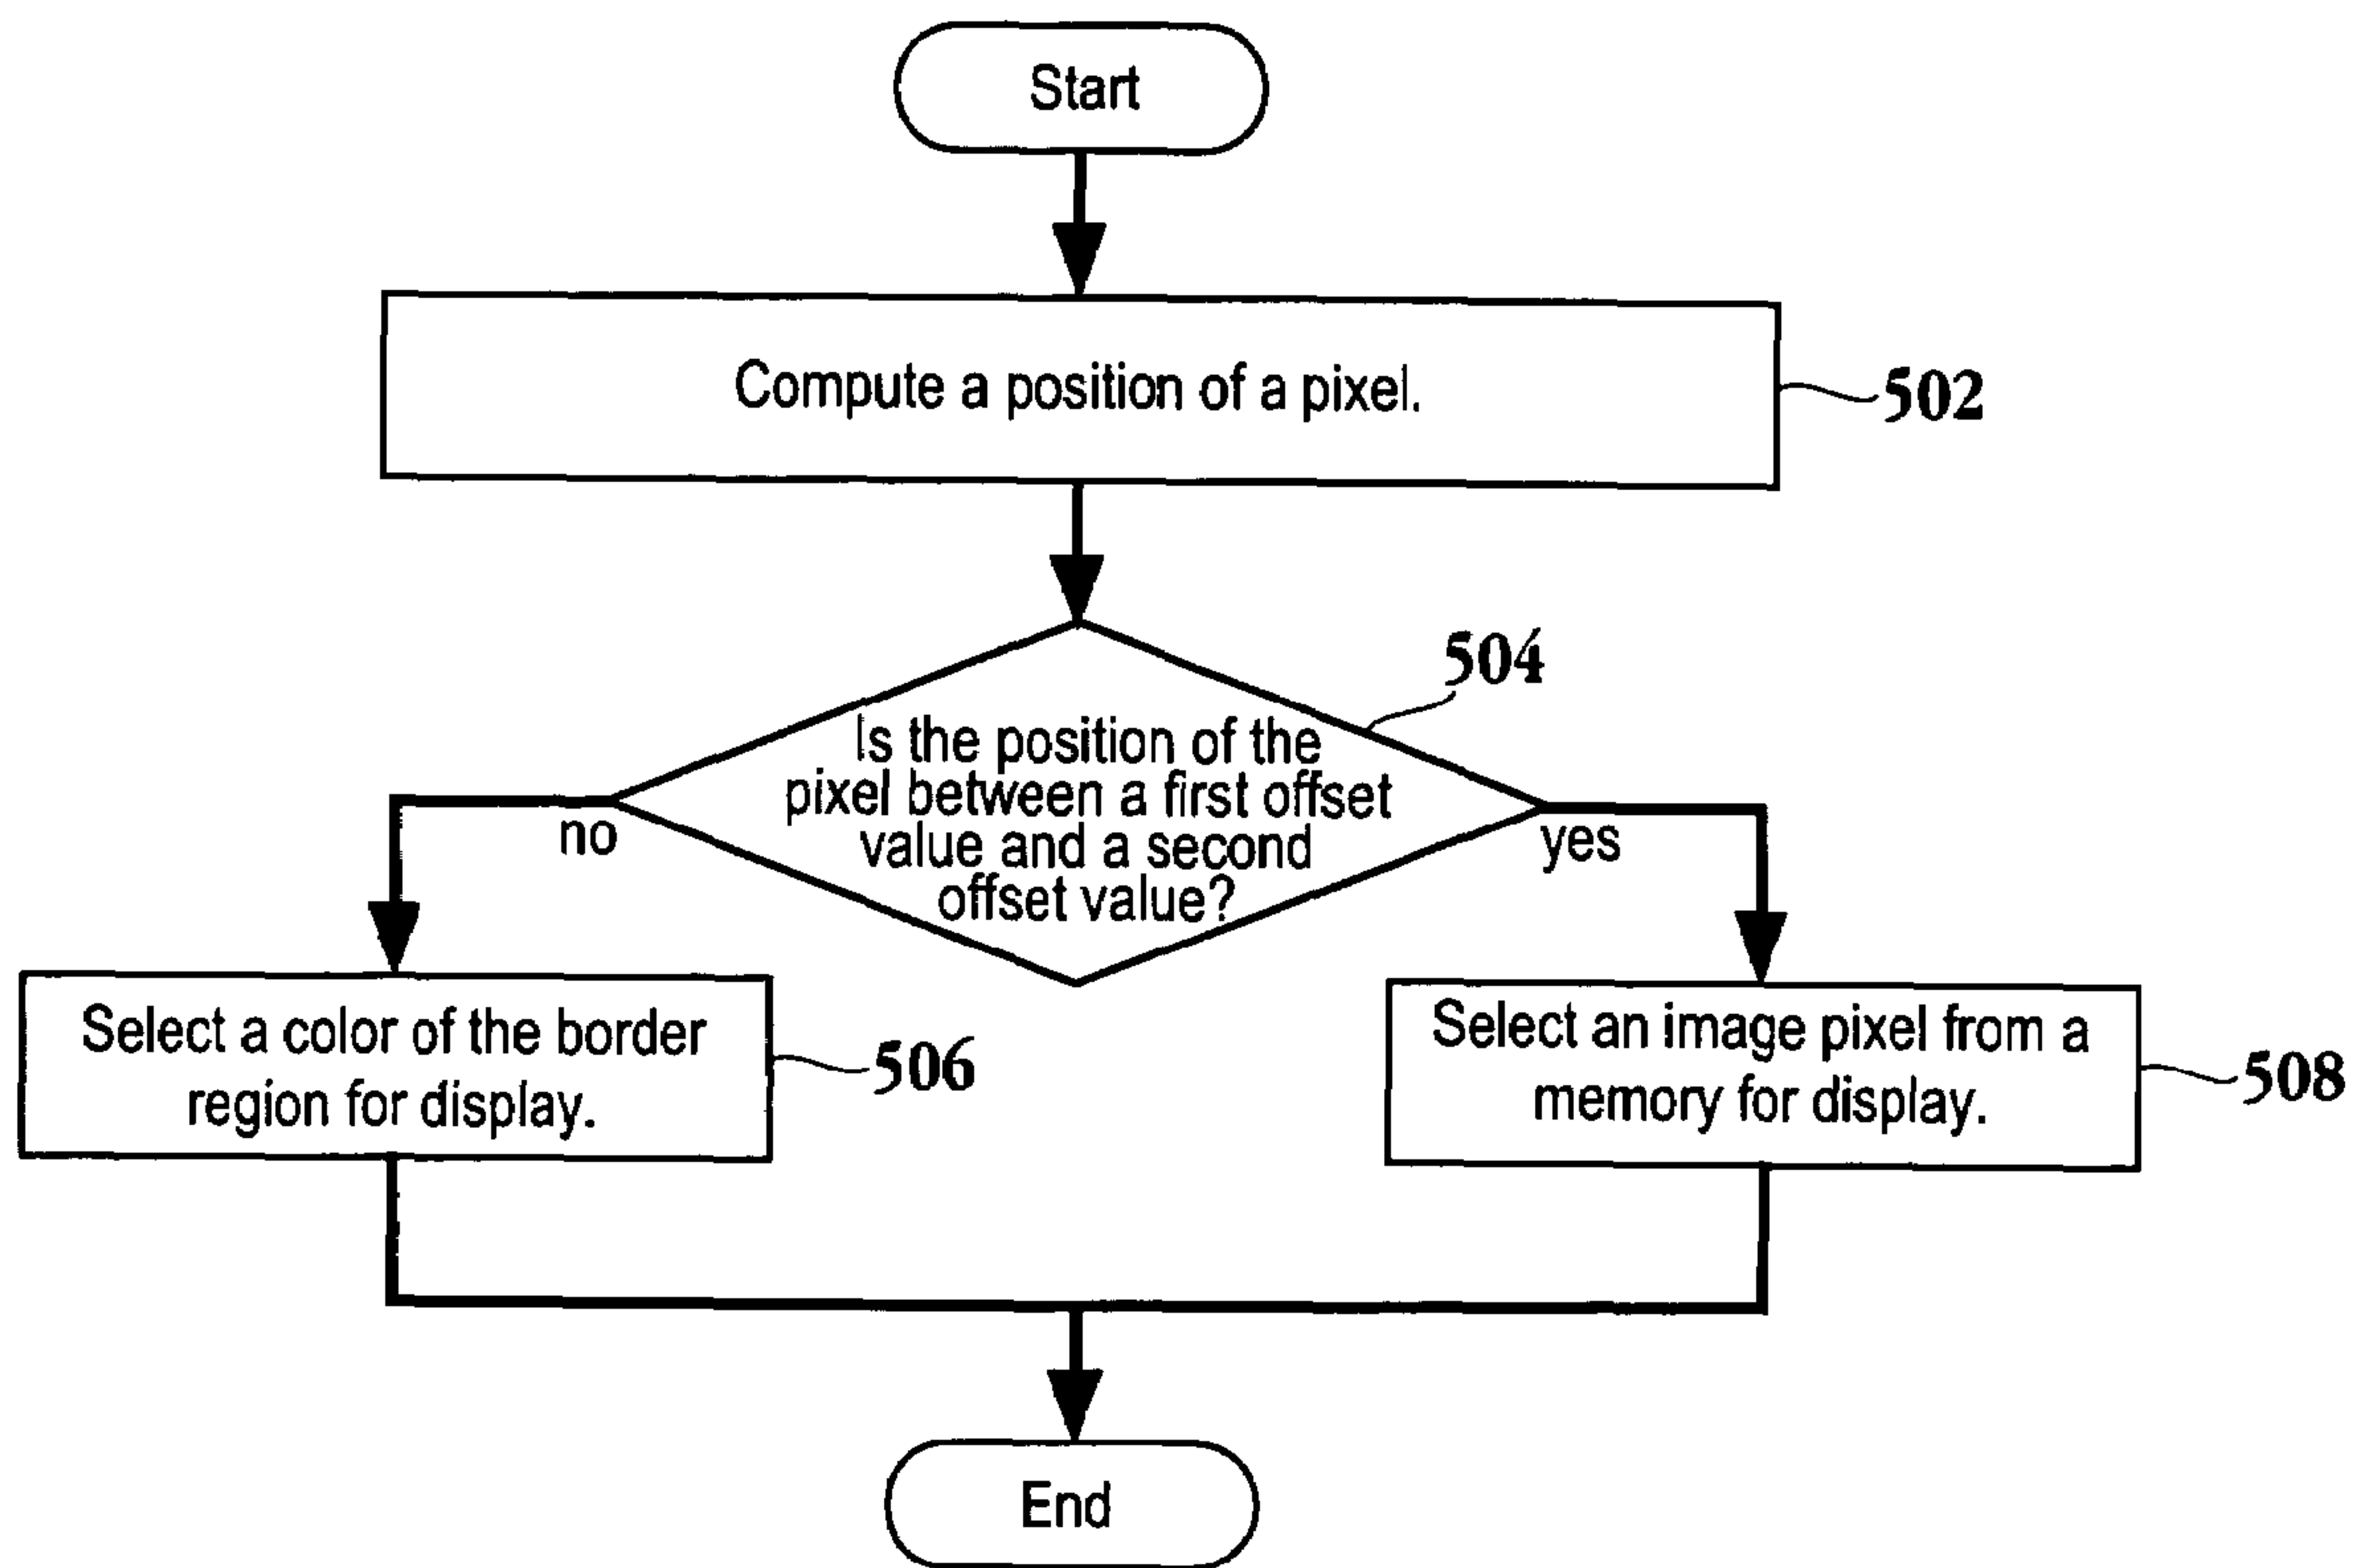 Start
Compute a position of a pixel.
502
504
Is the position of the
pixel between a first offset
value and a second
offset value?
no
yes
Select a color of the border
region for display.
506
Select an image pixel from a
memory for display.
508
End